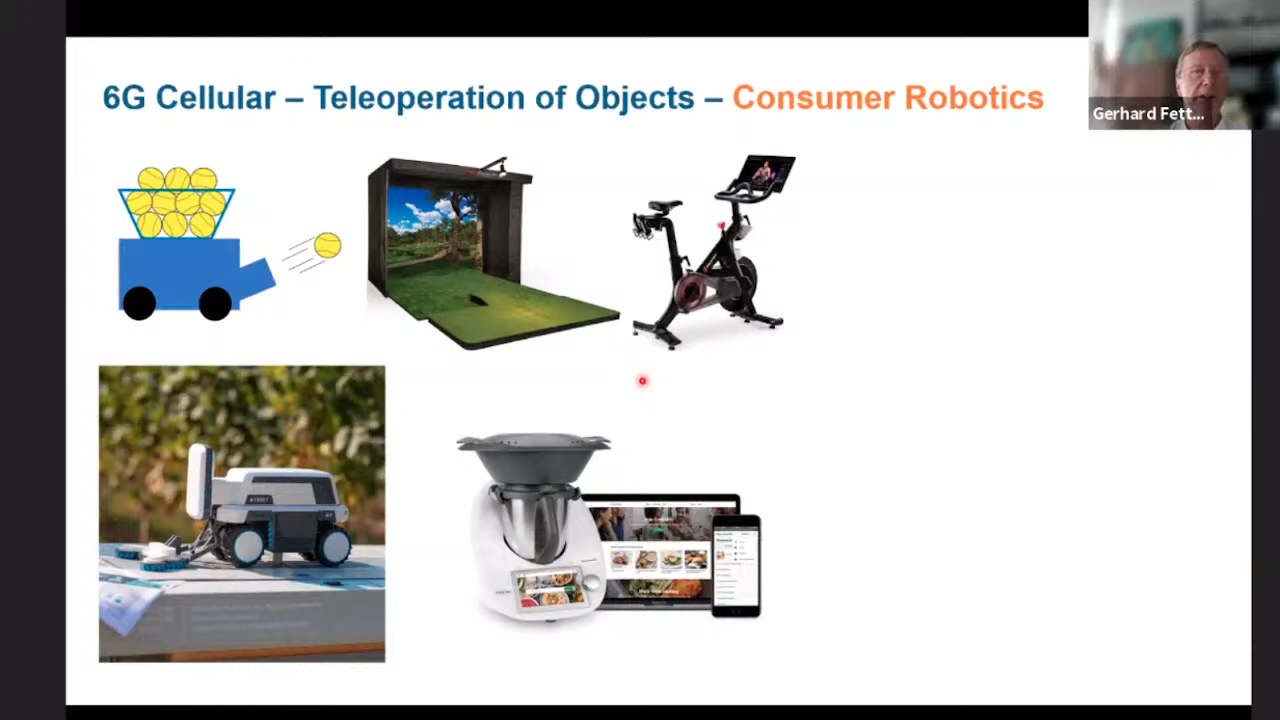 6G Cellular – Teleoperation of Objects – Consumer Robotics
Gerhard Fett...